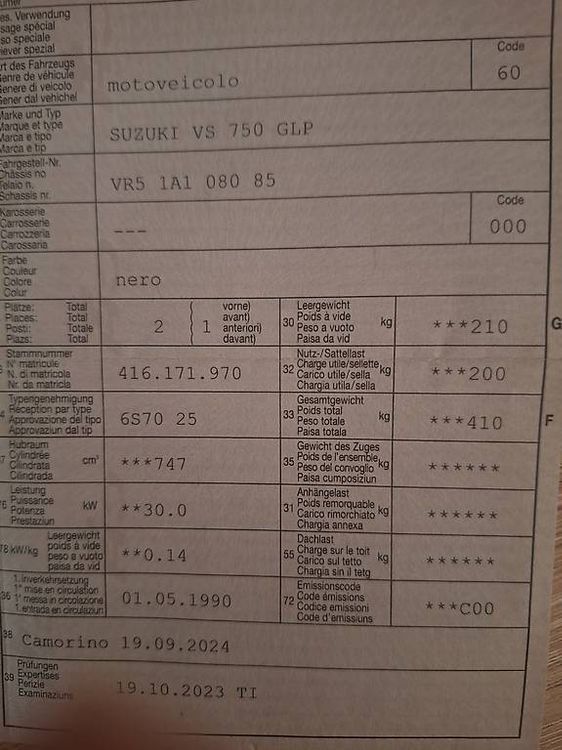 es. Verwendung
sage spécial
so speciale
iever spezial
Code
rt des Fahrzeugs
Genre de véhicule
Genere di veicolo
Gener dal vehichel
motoveicolo
60
Marke und Typ
Marque et type
Marca e tipo
Marca e tip
SUZUKI VS 750 GLP
Fahrgestell-Nr.
Châssis no
Telaio n.
Schassis nr.
VR5 1A1 080 85
Code
Karosserie
Carrosserie
Carrozzeria
Carossaria
---
000
Farbe
Couleur
Colore
Colur
nero
Plätze: Total
Places: Total
Posti: Totale
Plazs: Total
2
1
vorne)
avant)
anteriori)
davant)
30
Leergewicht
Poids à vide
Peso a vuoto
Paisa da vid
kg
***210
G
Stammnummer
N° matricule
N. di matricola
Nr. da matricla
416.171.970
32
Nutz-/Sattellast
Charge utile/sellette
Carico utile/sella
Chargia utila/sella
kg
***200
Typengenehmigung
Réception par type
Approvazione del tipo
Approvaziun dal tip
6S70 25
33
Gesamtgewicht
Poids total
Peso totale
Paisa totala
kg
***410
F
Hubraum
Cylindrée
Cilindrata
Cilindrada
cm³
***747
35
Gewicht des Zuges
Poids de l'ensemble
Peso del convoglio
Paisa cumposiziun
kg
******
76
Leistung
Puissance
Potenza
Prestaziun
kW
**30.0
31
Anhängelast
Poids remorquable
Carico rimorchiato
Chargia annexa
kg
******
78 kW/kg
Leergewicht
poids à vide
peso a vuoto
paisa da vid
**0.14
55
Dachlast
Charge sur le toit
Carico sul tetto
Chargia sin il tetg
kg
******
36
1. Inverkehrsetzung
1re mise en circulation
1a messa in circolazione
1. entrada en circulaziun
01.05.1990
72
Emissionscode
Code émissions
Codice emissioni
Code d'emissiuns
***C00
38
Camorino 19.09.2024
39
Prüfungen
Expertises
Perizie
Examinaziuns
19.10.2023 TI